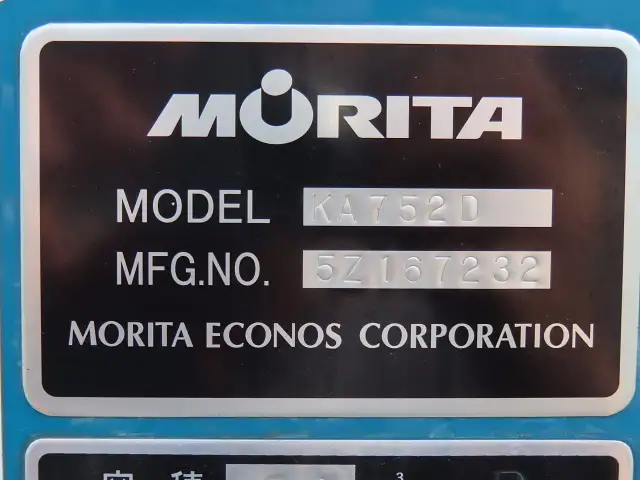 MORITA
MODEL KA752D
MFG.NO. 5Z167232
MORITA ECONOS CORPORATION